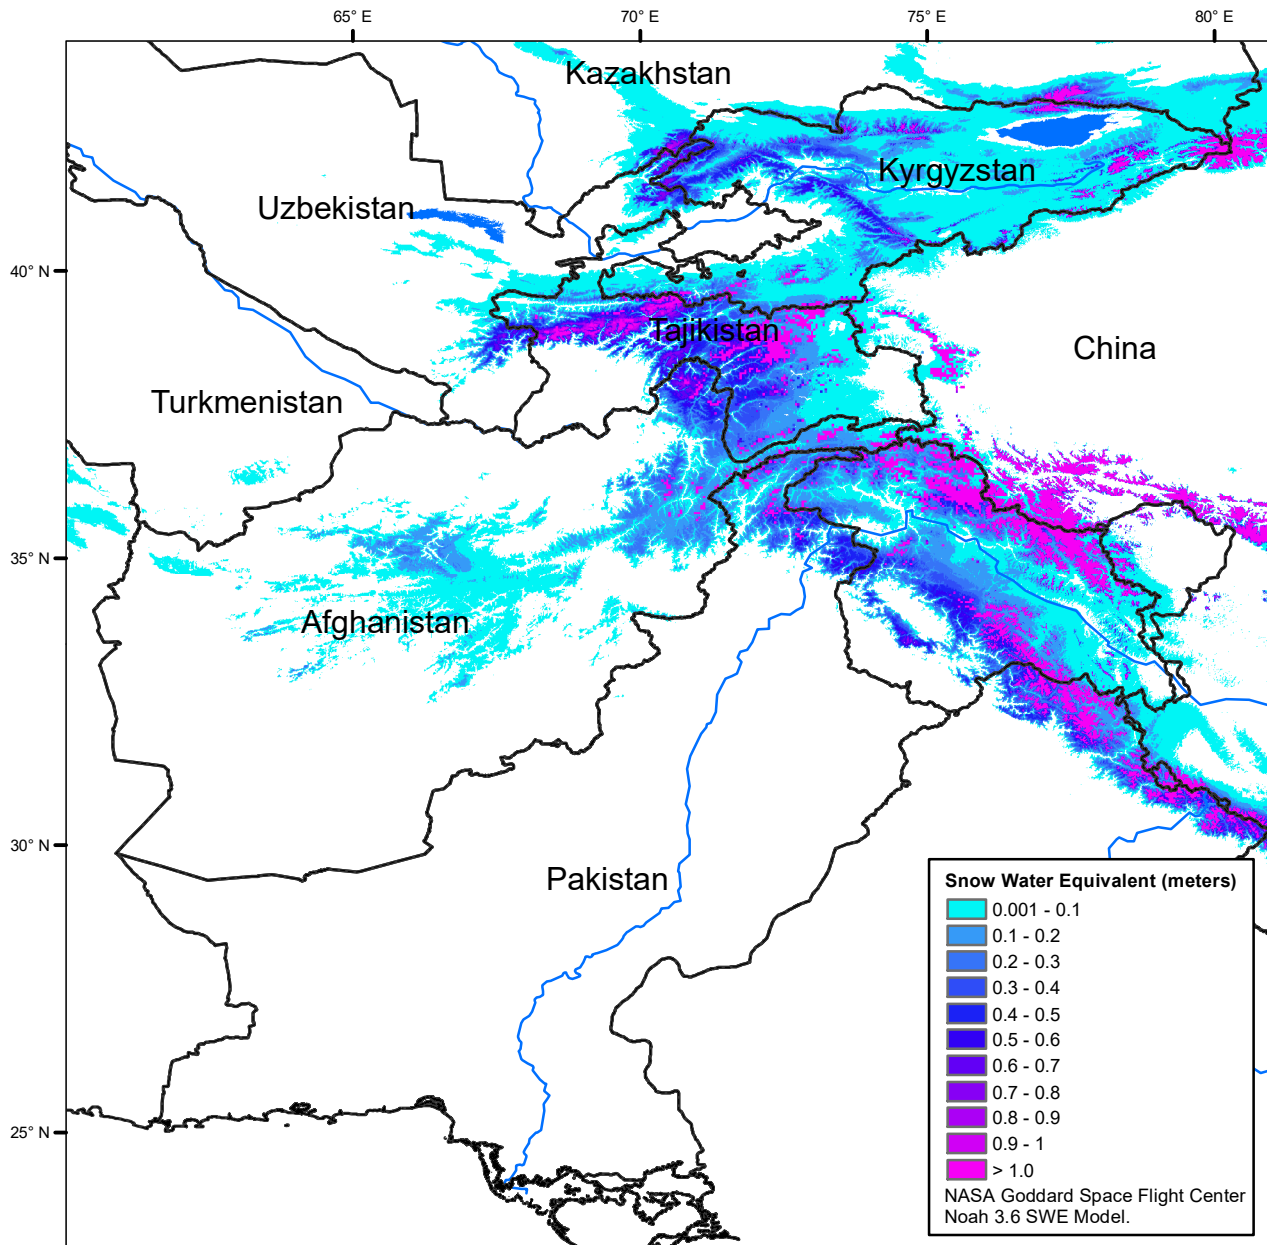 65° E
70° E
75° E
80° E
Kazakhstan
Kyrgyzstan
Uzbekistan
40° N
Tajikistan
China
Turkmenistan
35° N
Afghanistan
30° N
Pakistan
25° N
Snow Water Equivalent (meters)
0.001 - 0.1
0.1 - 0.2
0.2 - 0.3
0.3 - 0.4
0.4 - 0.5
0.5 - 0.6
0.6 - 0.7
0.7 - 0.8
0.8 - 0.9
0.9 - 1
> 1.0
NASA Goddard Space Flight Center
Noah 3.6 SWE Model.